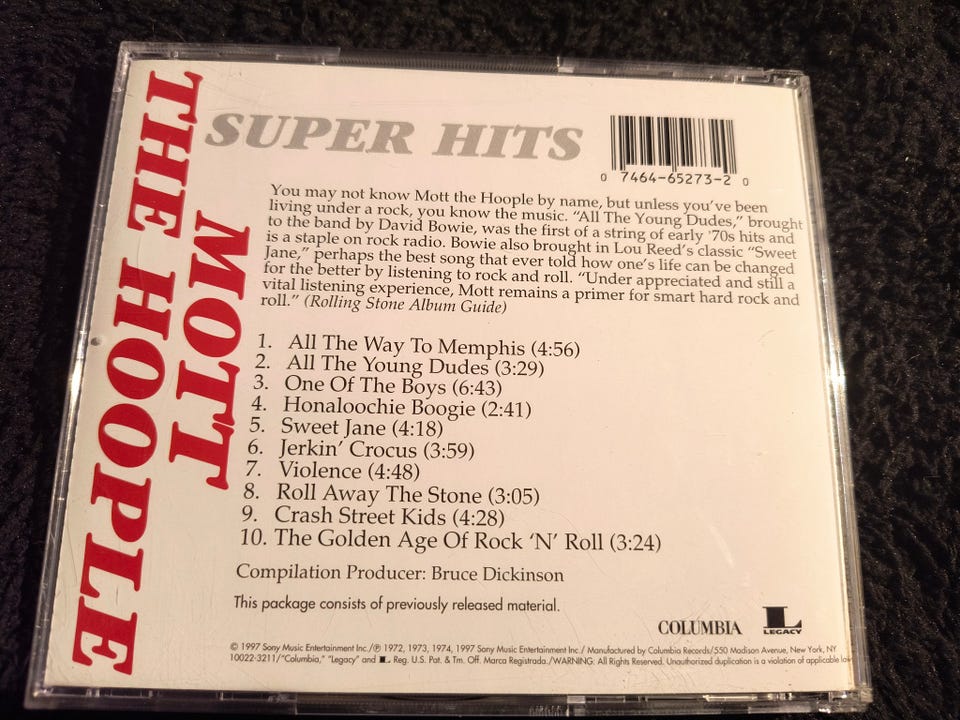 MOTT
THE HOOPLE
SUPER HITS
0 7464-65273-2 0
You may not know Mott the Hoople by name, but unless you've been
living under a rock, you know the music. "All The Young Dudes," brought
to the band by David Bowie, was the first of a string of early '70s hits and
is a staple on rock radio. Bowie also brought in Lou Reed's classic "Sweet
Jane," perhaps the best song that ever told how one's life can be changed
for the better by listening to rock and roll. "Under appreciated and still a
vital listening experience, Mott remains a primer for smart hard rock and
roll." (Rolling Stone Album Guide)
1. All The Way To Memphis (4:56)
2. All The Young Dudes (3:29)
3. One Of The Boys (6:43)
4. Honaloochie Boogie (2:41)
5. Sweet Jane (4:18)
6. Jerkin' Crocus (3:59)
7. Violence (4:48)
8. Roll Away The Stone (3:05)
9. Crash Street Kids (4:28)
10. The Golden Age Of Rock 'N' Roll (3:24)
Compilation Producer: Bruce Dickinson
This package consists of previously released material.
COLUMBIA
L
LEGACY
© 1997 Sony Music Entertainment Inc./℗ 1972, 1973, 1974, 1997 Sony Music Entertainment Inc./ Manufactured by Columbia Records/550 Madison Avenue, New York, NY
10022-3211/"Columbia," "Legacy" and L Reg. U.S. Pat. & Tm. Off. Marca Registrada./WARNING: All Rights Reserved. Unauthorized duplication is a violation of applicable